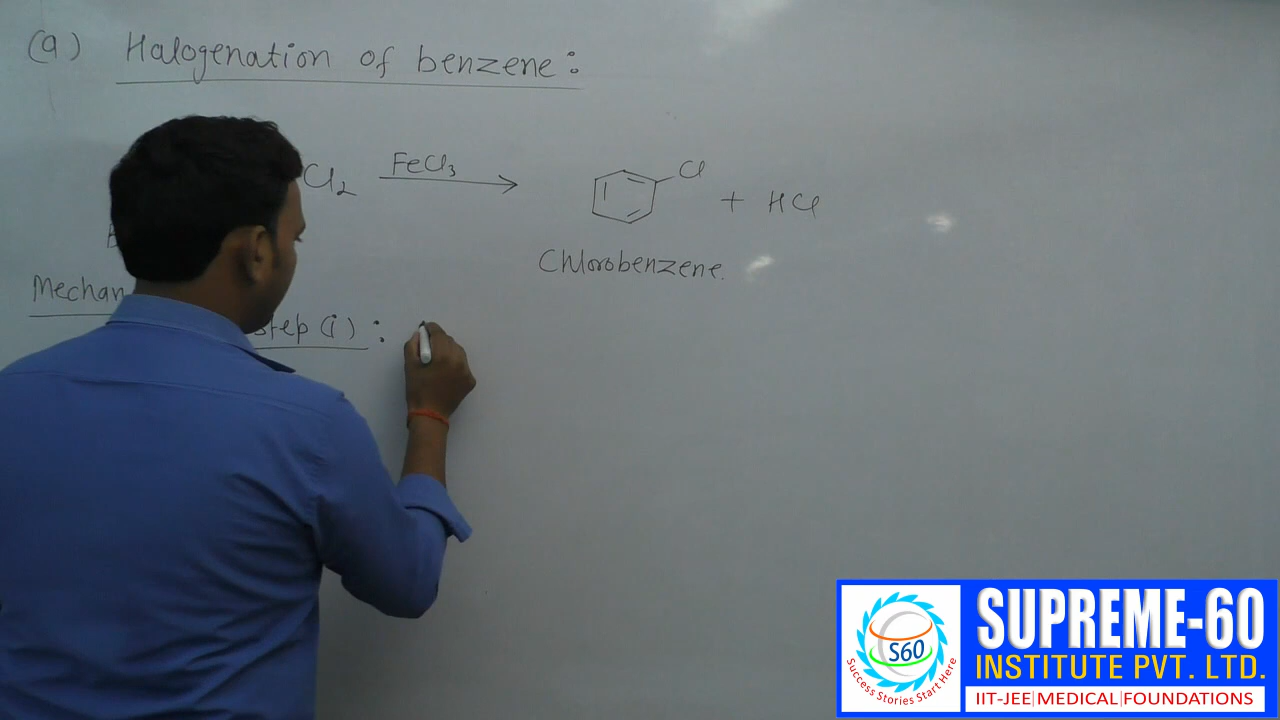 (a) Halogenation of benzene:
Cl2 FeCl3 Cl + HCl
Chlorobenzene.
Mechan
Step (i) :
S60
Success Stories Start Here
SUPREME-60
INSTITUTE PVT. LTD.
IIT-JEE|MEDICAL|FOUNDATIONS